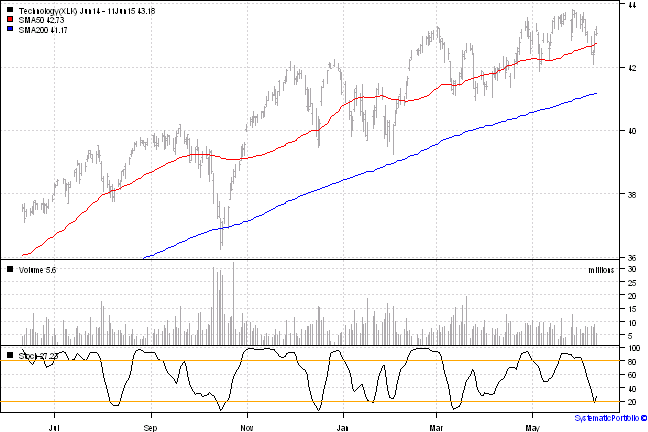 Technology(XLK) Jun14 - 11Jun15 43.18
SMA50 42.73
SMA200 41.17
44
42
40
38
36
Volume 5.6
millions
30
25
20
15
10
5
100
80
60
40
20
Jul
Sep
Nov
Jan
Mar
May
SystematicPortfolio ©